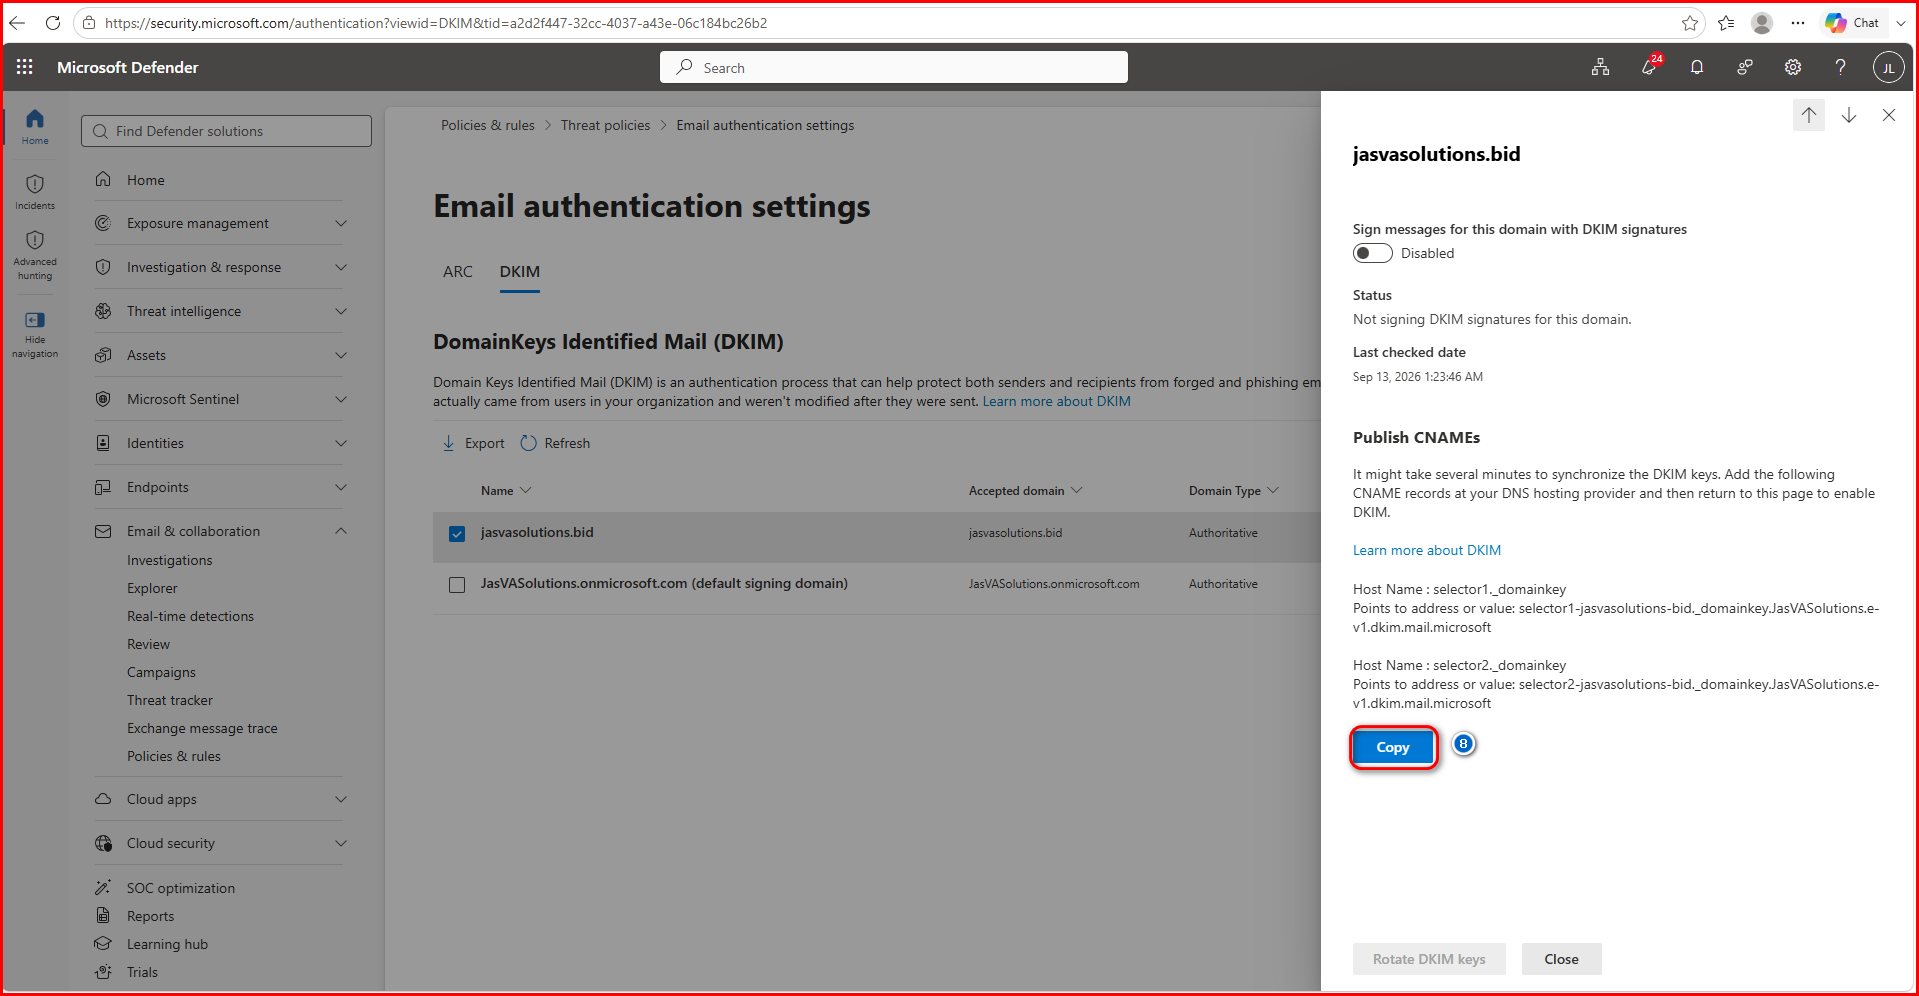 https://security.microsoft.com/authentication?viewid=DKIM&tid=a2d2f447-32cc-4037-a43e-06c184bc26b2
Chat
Microsoft Defender
Search
24
JL
Home
Incidents
Advanced
hunting
Hide
navigation
Find Defender solutions
Home
Exposure management
Investigation & response
Threat intelligence
Assets
Microsoft Sentinel
Identities
Endpoints
Email & collaboration
Investigations
Explorer
Real-time detections
Review
Campaigns
Threat tracker
Exchange message trace
Policies & rules
Cloud apps
Cloud security
SOC optimization
Reports
Learning hub
Trials
Policies & rules > Threat policies > Email authentication settings
Email authentication settings
ARC DKIM
DomainKeys Identified Mail (DKIM)
Domain Keys Identified Mail (DKIM) is an authentication process that can help protect both senders and recipients from forged and phishing em
actually came from users in your organization and weren't modified after they were sent. Learn more about DKIM
Export Refresh
Name Accepted domain Domain Type
jasvasolutions.bid jasvasolutions.bid Authoritative
JasVASolutions.onmicrosoft.com (default signing domain) JasVASolutions.onmicrosoft.com Authoritative
jasvasolutions.bid
Sign messages for this domain with DKIM signatures
Disabled
Status
Not signing DKIM signatures for this domain.
Last checked date
Sep 13, 2026 1:23:46 AM
Publish CNAMEs
It might take several minutes to synchronize the DKIM keys. Add the following
CNAME records at your DNS hosting provider and then return to this page to enable
DKIM.
Learn more about DKIM
Host Name : selector1._domainkey
Points to address or value: selector1-jasvasolutions-bid._domainkey.JasVASolutions.e-
v1.dkim.mail.microsoft
Host Name : selector2._domainkey
Points to address or value: selector2-jasvasolutions-bid._domainkey.JasVASolutions.e-
v1.dkim.mail.microsoft
Copy
8
Rotate DKIM keys Close